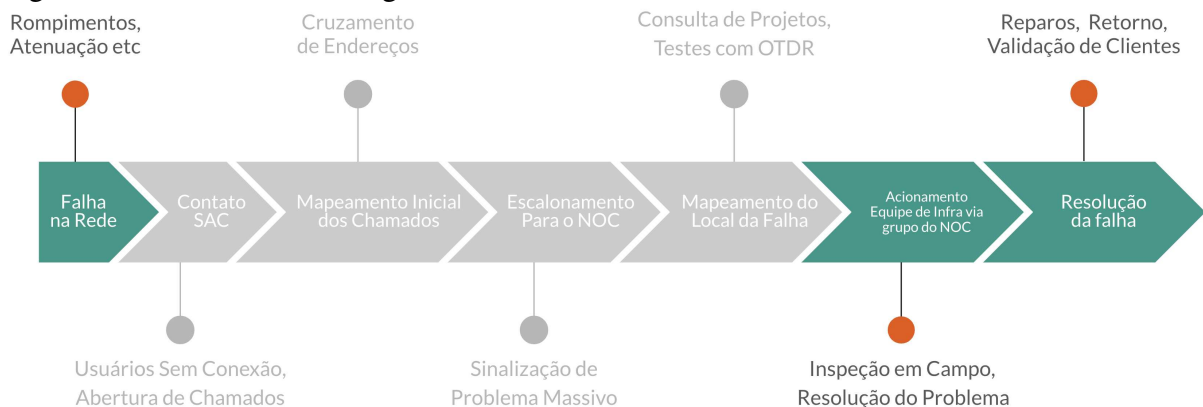 Rompimentos,
Atenuação etc
Cruzamento
de Endereços
Consulta de Projetos,
Testes com OTDR
Reparos, Retorno,
Validação de Clientes
Falha
na Rede
Contato
SAC
Mapeamento Inicial
dos Chamados
Escalonamento
Para o NOC
Mapeamento do
Local da Falha
Acionamento
Equipe de Infra via
grupo do NOC
Resolução
da falha
Usuários Sem Conexão,
Abertura de Chamados
Sinalização de
Problema Massivo
Inspeção em Campo,
Resolução do Problema